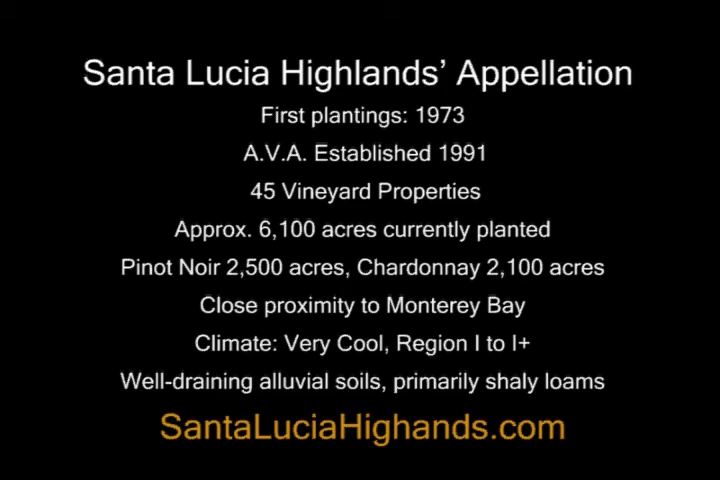 Santa Lucia Highlands’ Appellation
First plantings: 1973
A.V.A. Established 1991
45 Vineyard Properties
Approx. 6,100 acres currently planted
Pinot Noir 2,500 acres, Chardonnay 2,100 acres
Close proximity to Monterey Bay
Climate: Very Cool, Region I to I+
Well-draining alluvial soils, primarily shaly loams
SantaLuciaHighands.com